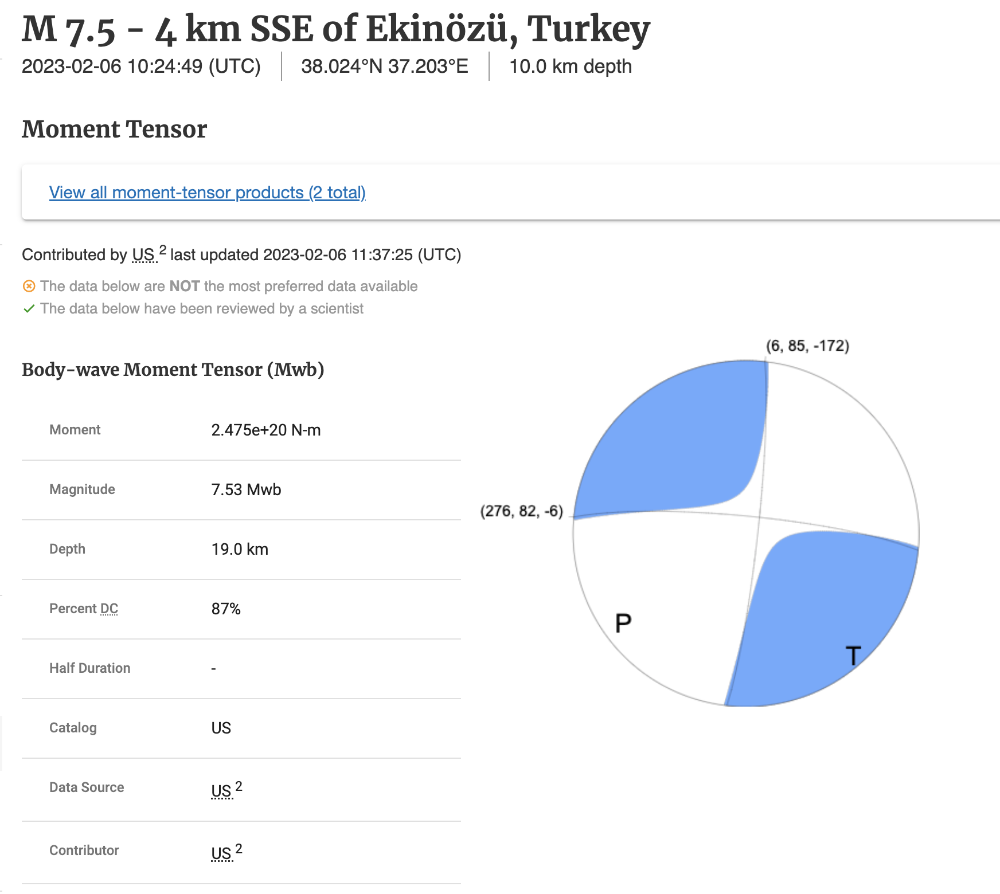 M 7.5 - 4 km SSE of Ekinözü, Turkey
2023-02-06 10:24:49 (UTC) 38.024°N 37.203°E 10.0 km depth
Moment Tensor
View all moment-tensor products (2 total)
Contributed by US 2 last updated 2023-02-06 11:37:25 (UTC)
The data below are NOT the most preferred data available
The data below have been reviewed by a scientist
Body-wave Moment Tensor (Mwb)
Moment 2.475e+20 N-m
Magnitude 7.53 Mwb
Depth 19.0 km
Percent DC 87%
Half Duration -
Catalog US
Data Source US 2
Contributor US 2
(6, 85, -172)
(276, 82, -6)
P
T